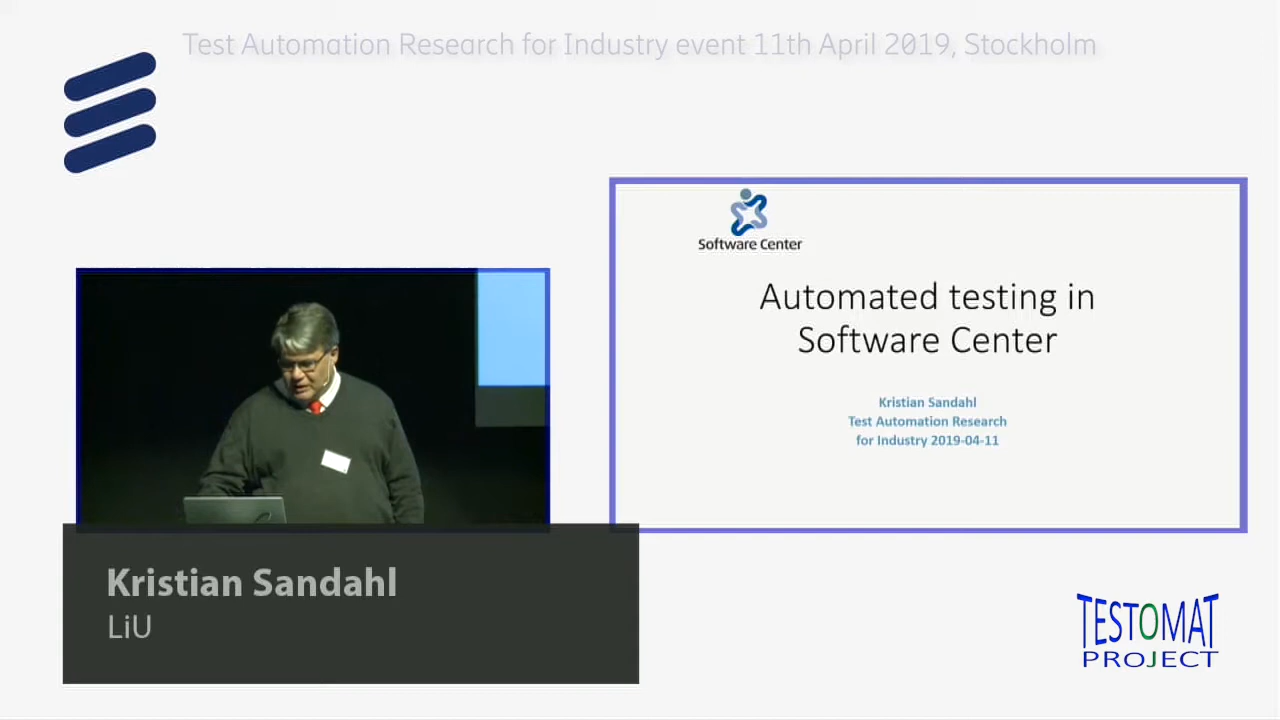 Test Automation Research for Industry event 11th April 2019, Stockholm
Software Center
Automated testing in
Software Center
Kristian Sandahl
Test Automation Research
for Industry 2019-04-11
Kristian Sandahl
LiU
TESTOMAT
PROJECT